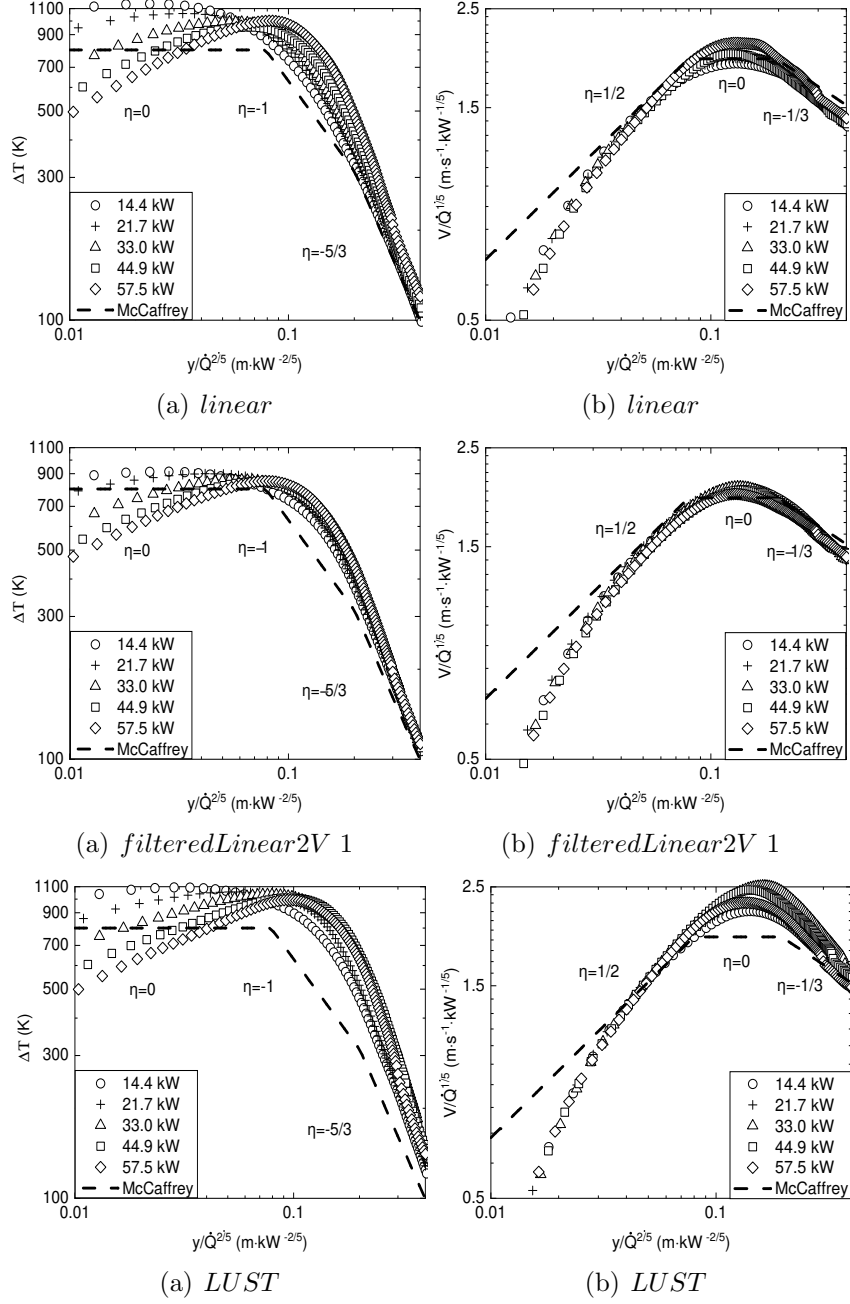 1100
900
700
500
300
100
ΔT (K)
η=0
η=-1
η=-5/3
14.4 kW
21.7 kW
33.0 kW
44.9 kW
57.5 kW
McCaffrey
0.01
0.1
y/Q̇^2/5 (m·kW^-2/5)
(a) linear
2.5
1.5
0.5
V/Q̇^1/5 (m·s^-1·kW^-1/5)
η=1/2
η=0
η=-1/3
14.4 kW
21.7 kW
33.0 kW
44.9 kW
57.5 kW
McCaffrey
0.01
0.1
y/Q̇^2/5 (m·kW^-2/5)
(b) linear
1100
900
700
500
300
100
ΔT (K)
η=0
η=-1
η=-5/3
14.4 kW
21.7 kW
33.0 kW
44.9 kW
57.5 kW
McCaffrey
0.01
0.1
y/Q̇^2/5 (m·kW^-2/5)
(a) filteredLinear2V 1
2.5
1.5
0.5
V/Q̇^1/5 (m·s^-1·kW^-1/5)
η=1/2
η=0
η=-1/3
14.4 kW
21.7 kW
33.0 kW
44.9 kW
57.5 kW
McCaffrey
0.01
0.1
y/Q̇^2/5 (m·kW^-2/5)
(b) filteredLinear2V 1
1100
900
700
500
300
100
ΔT (K)
η=0
η=-1
η=-5/3
14.4 kW
21.7 kW
33.0 kW
44.9 kW
57.5 kW
McCaffrey
0.01
0.1
y/Q̇^2/5 (m·kW^-2/5)
(a) LUST
2.5
1.5
0.5
V/Q̇^1/5 (m·s^-1·kW^-1/5)
η=1/2
η=0
η=-1/3
14.4 kW
21.7 kW
33.0 kW
44.9 kW
57.5 kW
McCaffrey
0.01
0.1
y/Q̇^2/5 (m·kW^-2/5)
(b) LUST